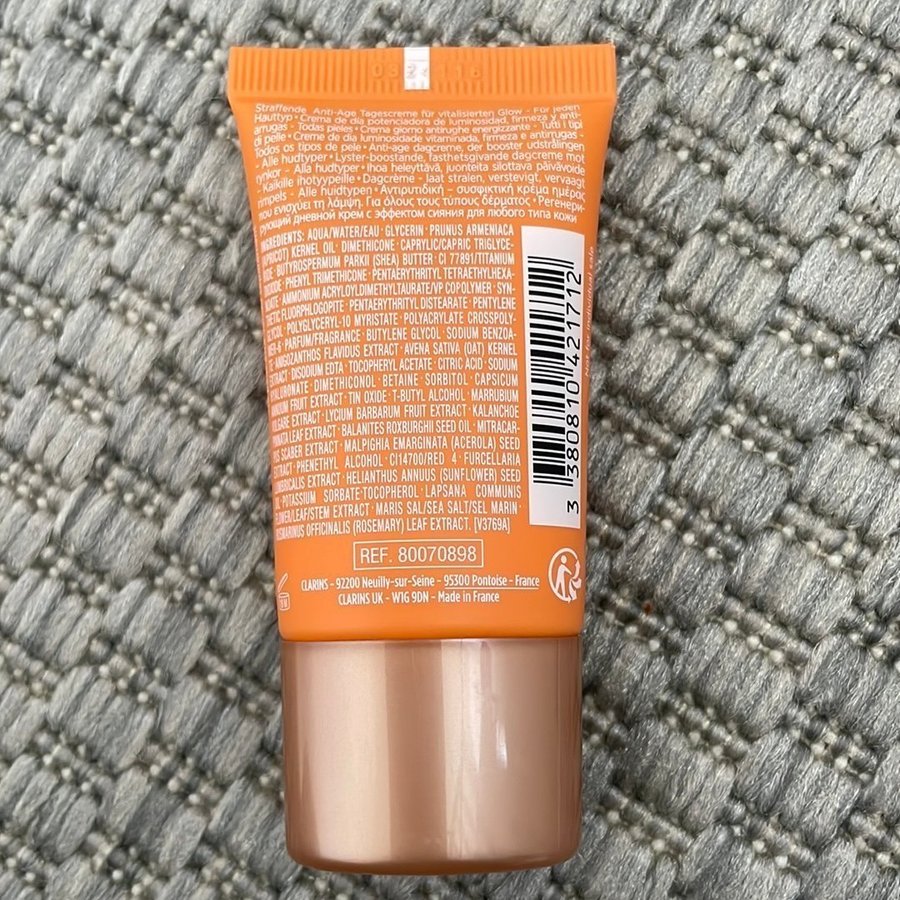 Straffende Anti-Age Tagescreme für vitalisierten Glow - Für jeden
Hauttyp • Crema de día potenciadora de luminosidad, firmeza y anti-
arrugas - Todas pieles • Crema giorno antirughe energizzante - Tutti i tipi
di pelle • Creme de dia luminosidade vitaminada, firmeza e antirrugas -
Todos os tipos de pele • Anti-age dagcreme, der booster udstrålingen
- Alle hudtyper • Lyster-boostande, fasthetsgivande dagcreme mot
rynkor - Alla hudtyper • Ihoa heleyttävä, juonteita silottava päivävoide
- Kaikille ihotyypeille • Dagcreme - laat stralen, verstevigt, vervaagt
rimpels - Alle huidtypen • Αντιρυτιδική – συσφικτική κρέμα ημέρας
που ενισχύει τη λάμψη. Για όλους τους τύπους δέρματος • Регенери-
рующий дневной крем с эффектом сияния для любого типа кожи
INGREDIENTS: AQUA/WATER/EAU · GLYCERIN · PRUNUS ARMENIACA
(APRICOT) KERNEL OIL · DIMETHICONE · CAPRYLIC/CAPRIC TRIGLYCE-
RIDE · BUTYROSPERMUM PARKII (SHEA) BUTTER · CI 77891/TITANIUM
DIOXIDE · PHENYL TRIMETHICONE · PENTAERYTHRITYL TETRAETHYLHEXA-
NOATE · AMMONIUM ACRYLOYLDIMETHYLTAURATE/VP COPOLYMER · SYN-
THETIC FLUORPHLOGOPITE · PENTAERYTHRITYL DISTEARATE · PENTYLENE
GLYCOL · POLYGLYCERYL-10 MYRISTATE · POLYACRYLATE CROSSPOLY-
MER-6 · PARFUM/FRAGRANCE · BUTYLENE GLYCOL · SODIUM BENZOA-
TE · ANIGOZANTHOS FLAVIDUS EXTRACT · AVENA SATIVA (OAT) KERNEL
EXTRACT · DISODIUM EDTA · TOCOPHERYL ACETATE · CITRIC ACID · SODIUM
HYALURONATE · DIMETHICONOL · BETAINE · SORBITOL · CAPSICUM
ANNUUM FRUIT EXTRACT · TIN OXIDE · T-BUTYL ALCOHOL · MARRUBIUM
VULGARE EXTRACT · LYCIUM BARBARUM FRUIT EXTRACT · KALANCHOE
PINNATA LEAF EXTRACT · BALANITES ROXBURGHII SEED OIL · MITRACAR-
PUS SCABER EXTRACT · MALPIGHIA EMARGINATA (ACEROLA) SEED
EXTRACT · PHENETHYL ALCOHOL · CI 14700/RED 4 · FURCELLARIA
LUMBRICALIS EXTRACT · HELIANTHUS ANNUUS (SUNFLOWER) SEED
OIL · POTASSIUM SORBATE · TOCOPHEROL · LAPSANA COMMUNIS
FLOWER/LEAF/STEM EXTRACT · MARIS SAL/SEA SALT/SEL MARIN ·
ROSMARINUS OFFICINALIS (ROSEMARY) LEAF EXTRACT. [V3769A]
REF. 80070898
CLARINS - 92200 Neuilly-sur-Seine - 95300 Pontoise - France
CLARINS UK - W1G 9DN - Made in France
3 380810 421712
Not for individual sale